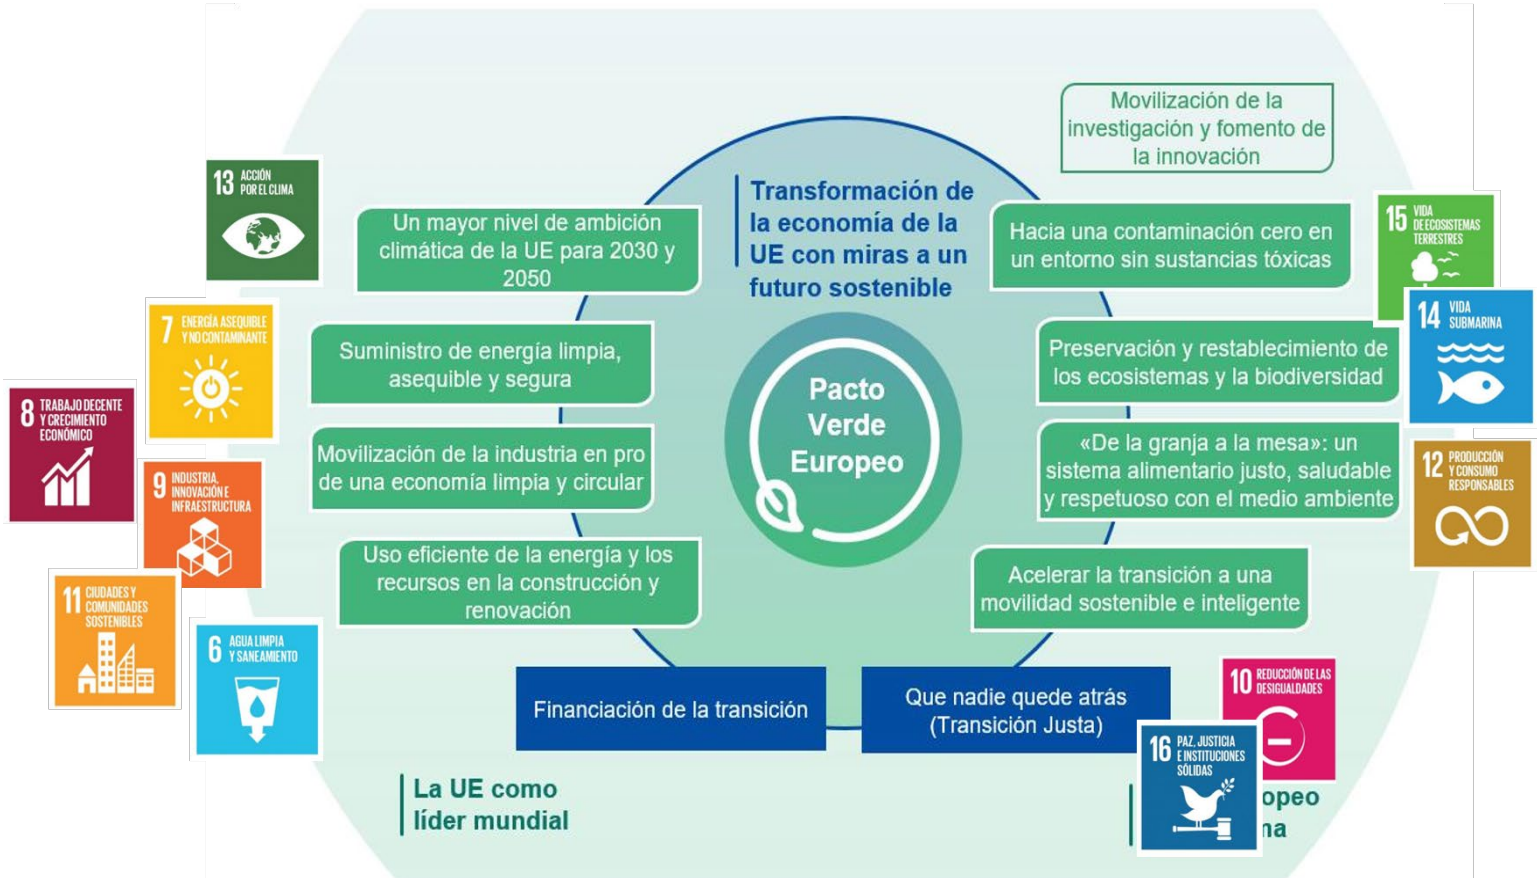 Movilización de la
investigación y fomento de
la innovación
13 ACCIÓN
POR EL CLIMA
Un mayor nivel de ambición
climática de la UE para 2030 y
2050
Transformación de
la economía de la
UE con miras a un
futuro sostenible
Hacia una contaminación cero en
un entorno sin sustancias tóxicas
15 VIDA
DE ECOSISTEMAS
TERRESTRES
7 ENERGÍA ASEQUIBLE
Y NO CONTAMINANTE
Suministro de energía limpia,
asequible y segura
Preservación y restablecimiento de
los ecosistemas y la biodiversidad
14 VIDA
SUBMARINA
Pacto
Verde
Europeo
8 TRABAJO DECENTE
Y CRECIMIENTO
ECONÓMICO
Movilización de la industria en pro
de una economía limpia y circular
«De la granja a la mesa»: un
sistema alimentario justo, saludable
y respetuoso con el medio ambiente
12 PRODUCCIÓN
Y CONSUMO
RESPONSABLES
9 INDUSTRIA,
INNOVACIÓN E
INFRAESTRUCTURA
Uso eficiente de la energía y los
recursos en la construcción y
renovación
Acelerar la transición a una
movilidad sostenible e inteligente
11 CIUDADES Y
COMUNIDADES
SOSTENIBLES
6 AGUA LIMPIA
Y SANEAMIENTO
Financiación de la transición
Que nadie quede atrás
(Transición Justa)
10 REDUCCIÓN DE LAS
DESIGUALDADES
16 PAZ, JUSTICIA
E INSTITUCIONES
SÓLIDAS
La UE como
líder mundial
opeo